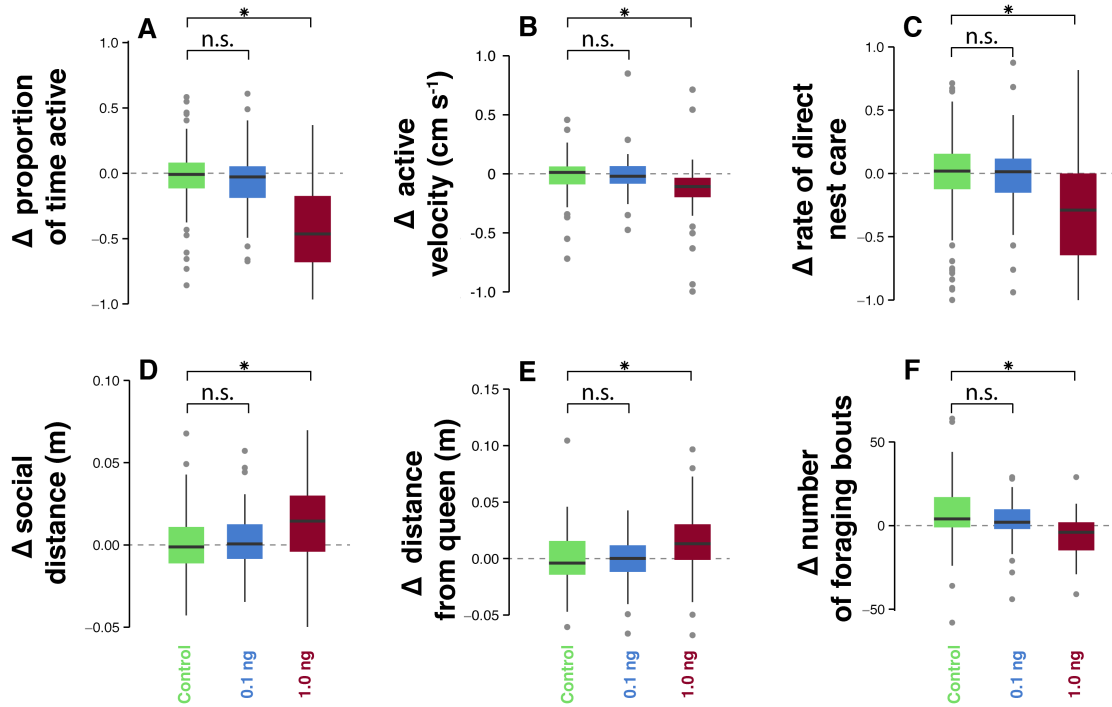 A
*
n.s.
Δ proportion
of time active
1.0
0.5
0.0
−0.5
−1.0
B
*
n.s.
Δ active
velocity (cm s⁻¹)
1.0
0.5
0
-0.5
-1.0
C
*
n.s.
Δ rate of direct
nest care
1.0
0.5
0.0
−0.5
−1.0
D
*
n.s.
Δ social
distance (m)
0.10
0.05
0.00
−0.05
Control
0.1 ng
1.0 ng
E
*
n.s.
Δ distance
from queen (m)
0.15
0.10
0.05
0.00
−0.05
Control
0.1 ng
1.0 ng
F
*
n.s.
Δ number
of foraging bouts
50
0
−50
Control
0.1 ng
1.0 ng